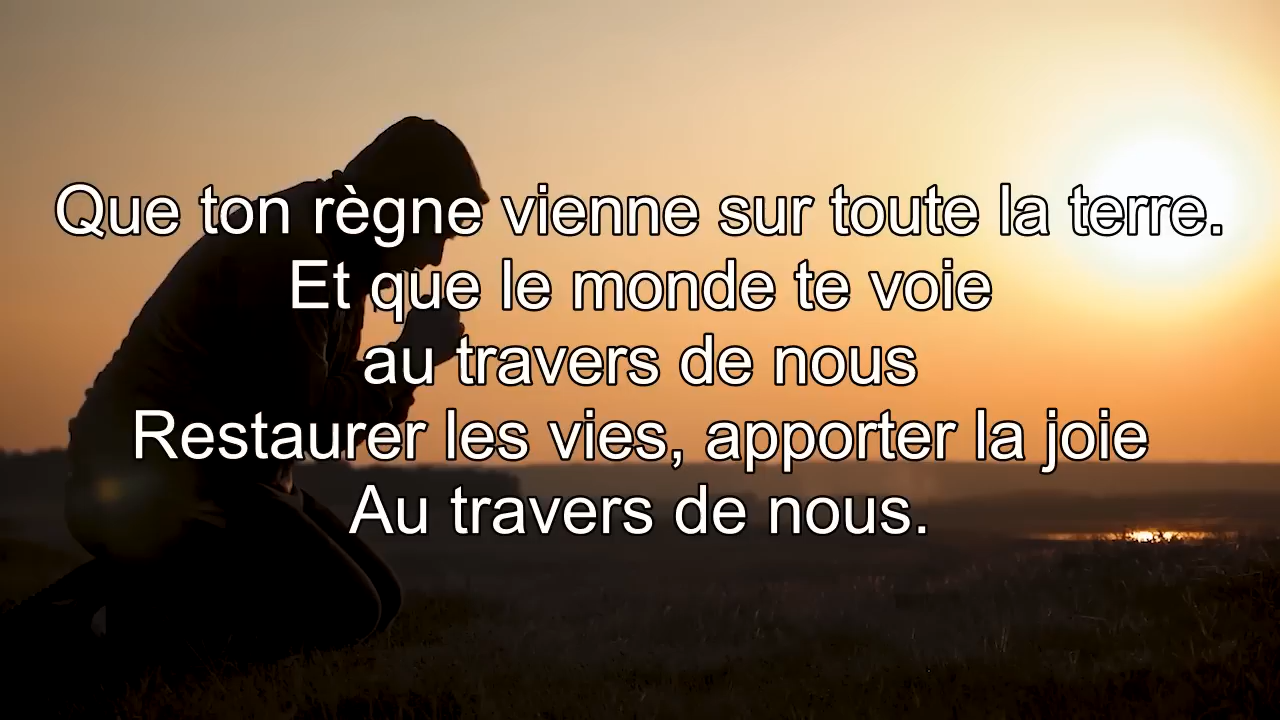 Que ton règne vienne sur toute la terre.
Et que le monde te voie
au travers de nous
Restaurer les vies, apporter la joie
Au travers de nous.